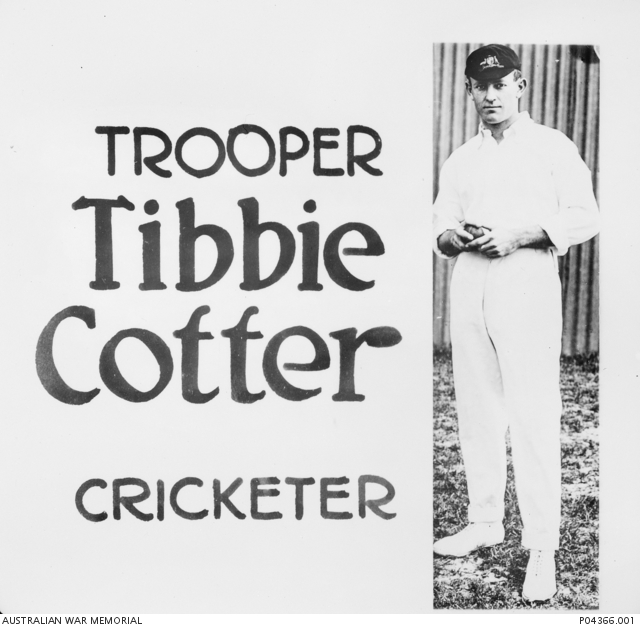 TROOPER
Tibbie
Cotter
CRICKETER
AUSTRALIAN WAR MEMORIAL
P04366.001